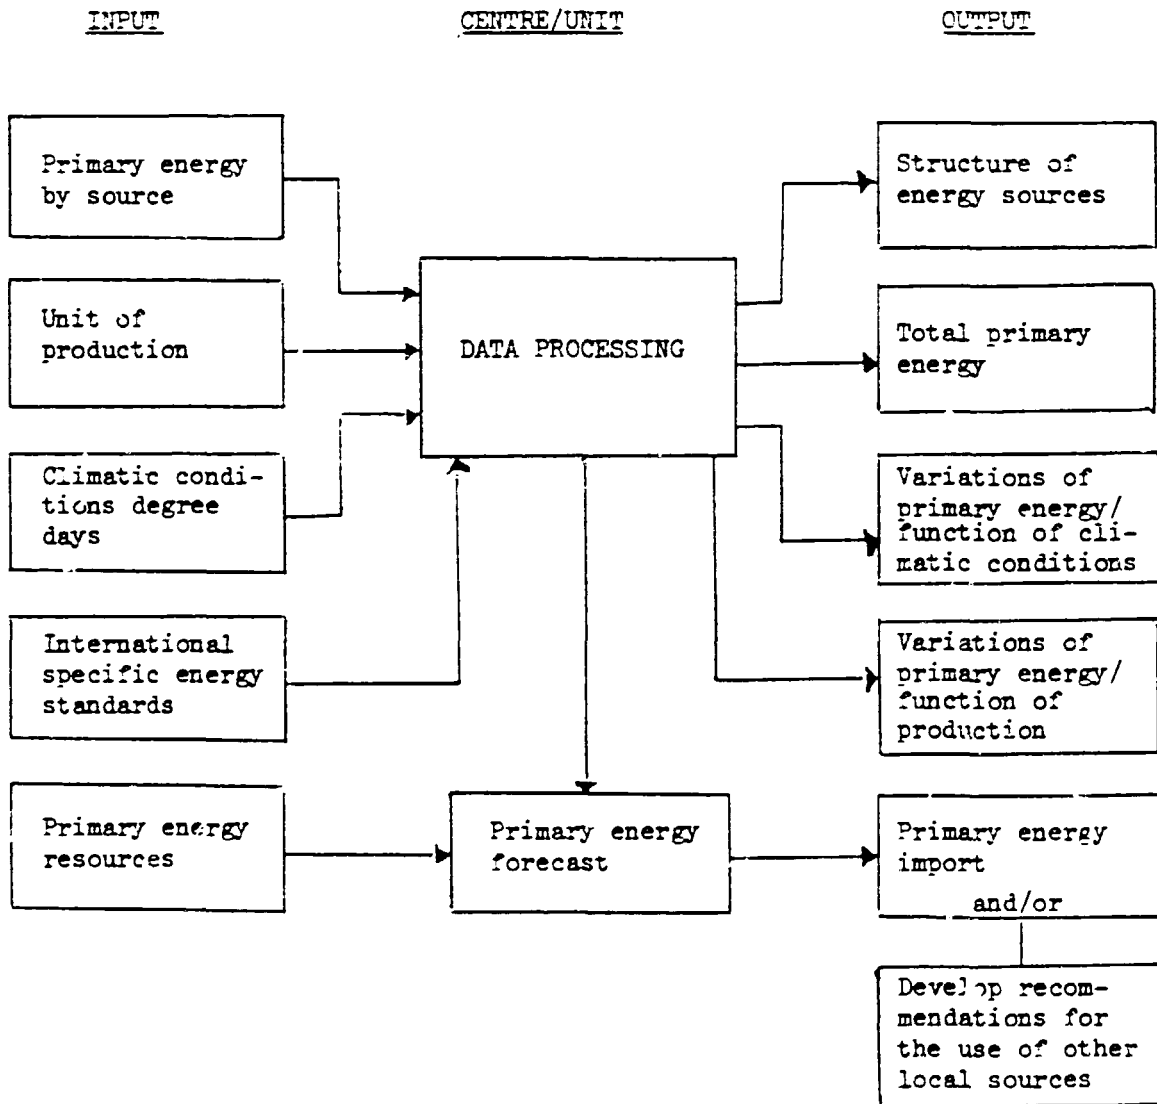 INPUT
CENTRE/UNIT
OUTPUT
Primary energy
by source
Unit of
production
Climatic condi-
tions degree
days
International
specific energy
standards
Primary energy
resources
DATA PROCESSING
Primary energy
forecast
Structure of
energy sources
Total primary
energy
Variations of
primary energy/
function of cli-
matic conditions
Variations of
primary energy/
function of
production
Primary energy
import
and/or
Develop recom-
mendations for
the use of other
local sources